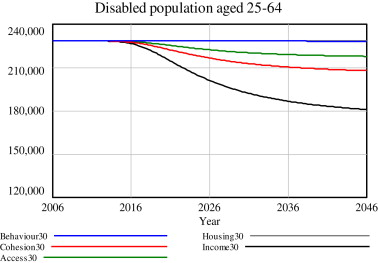 Disabled population aged 25-64
240,000
210,000
180,000
150,000
120,000
2006 2016 2026 2036 2046
Year
Behaviour30 Housing30
Cohesion30 Income30
Access30